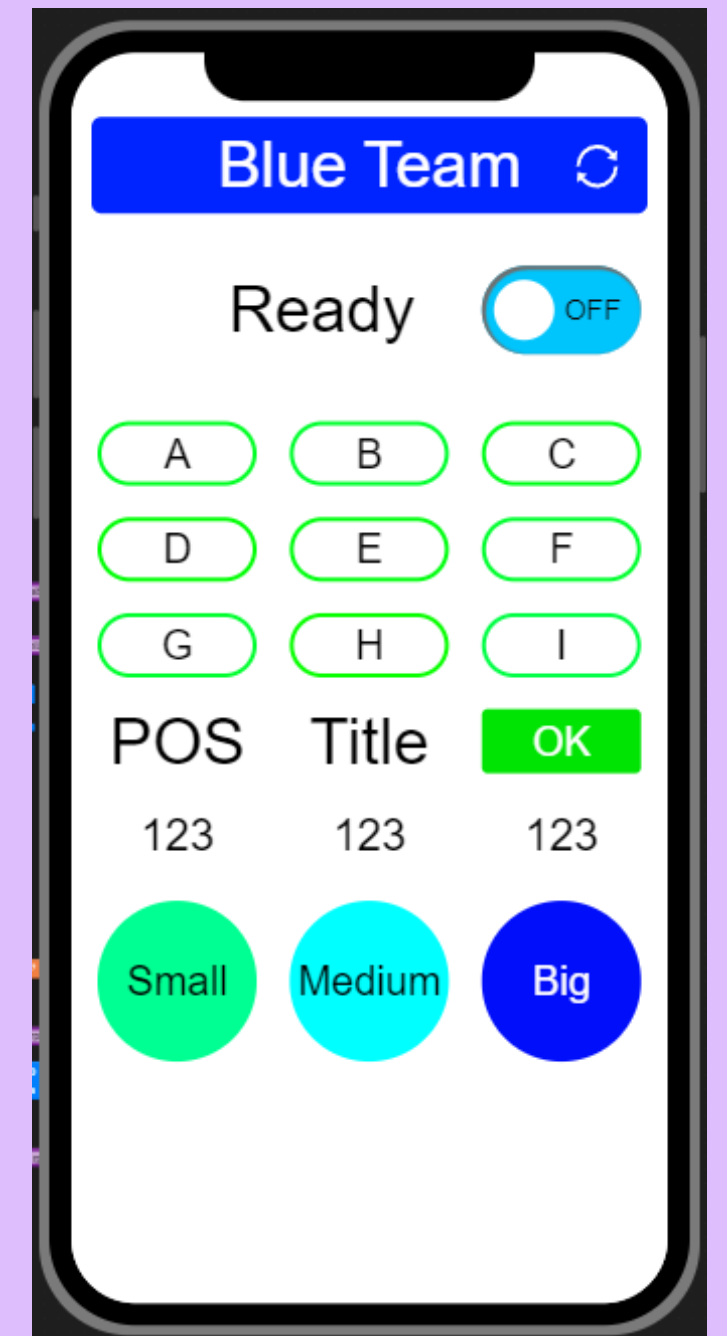 Blue Team
Ready OFF
A B C
D E F
G H I
POS Title OK
123 123 123
Small Medium Big